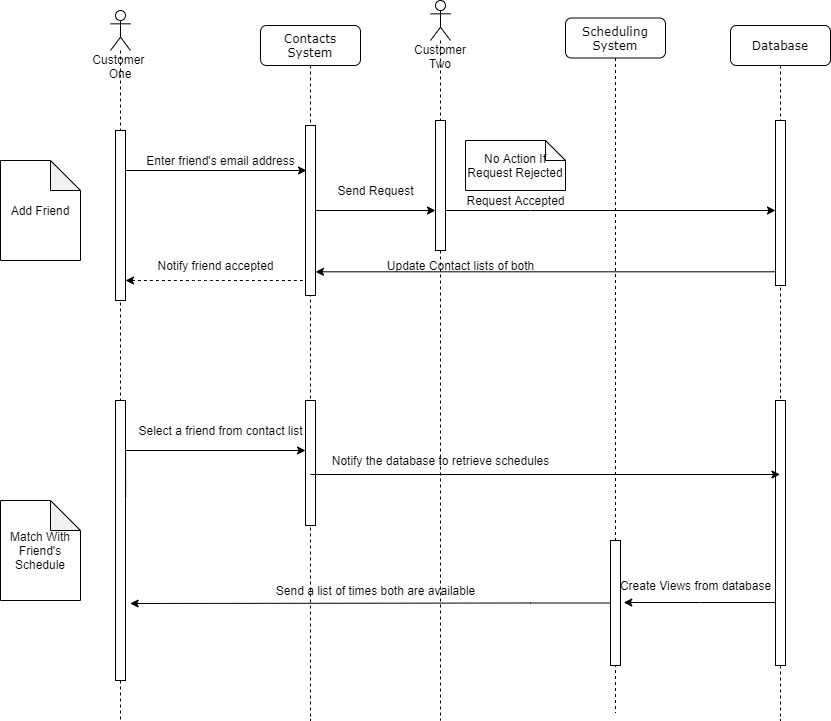 Customer
One
Contacts
System
Customer
Two
Scheduling
System
Database
Add Friend
Enter friend's email address
Send Request
No Action If
Request Rejected
Request Accepted
Update Contact lists of both
Notify friend accepted
Match With
Friend's
Schedule
Select a friend from contact list
Notify the database to retrieve schedules
Create Views from database
Send a list of times both are available